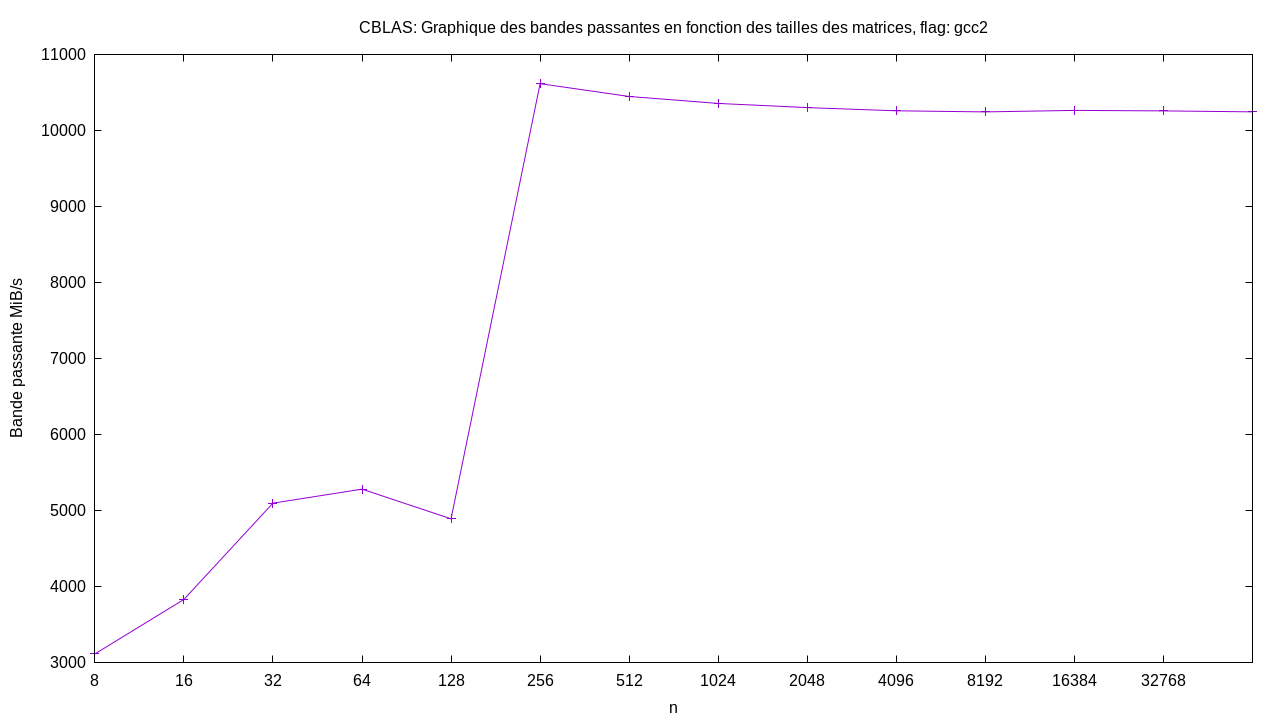 CBLAS: Graphique des bandes passantes en fonction des tailles des matrices, flag: gcc2
11000
10000
9000
8000
7000
6000
5000
4000
3000
Bande passante MiB/s
8 16 32 64 128 256 512 1024 2048 4096 8192 16384 32768
n